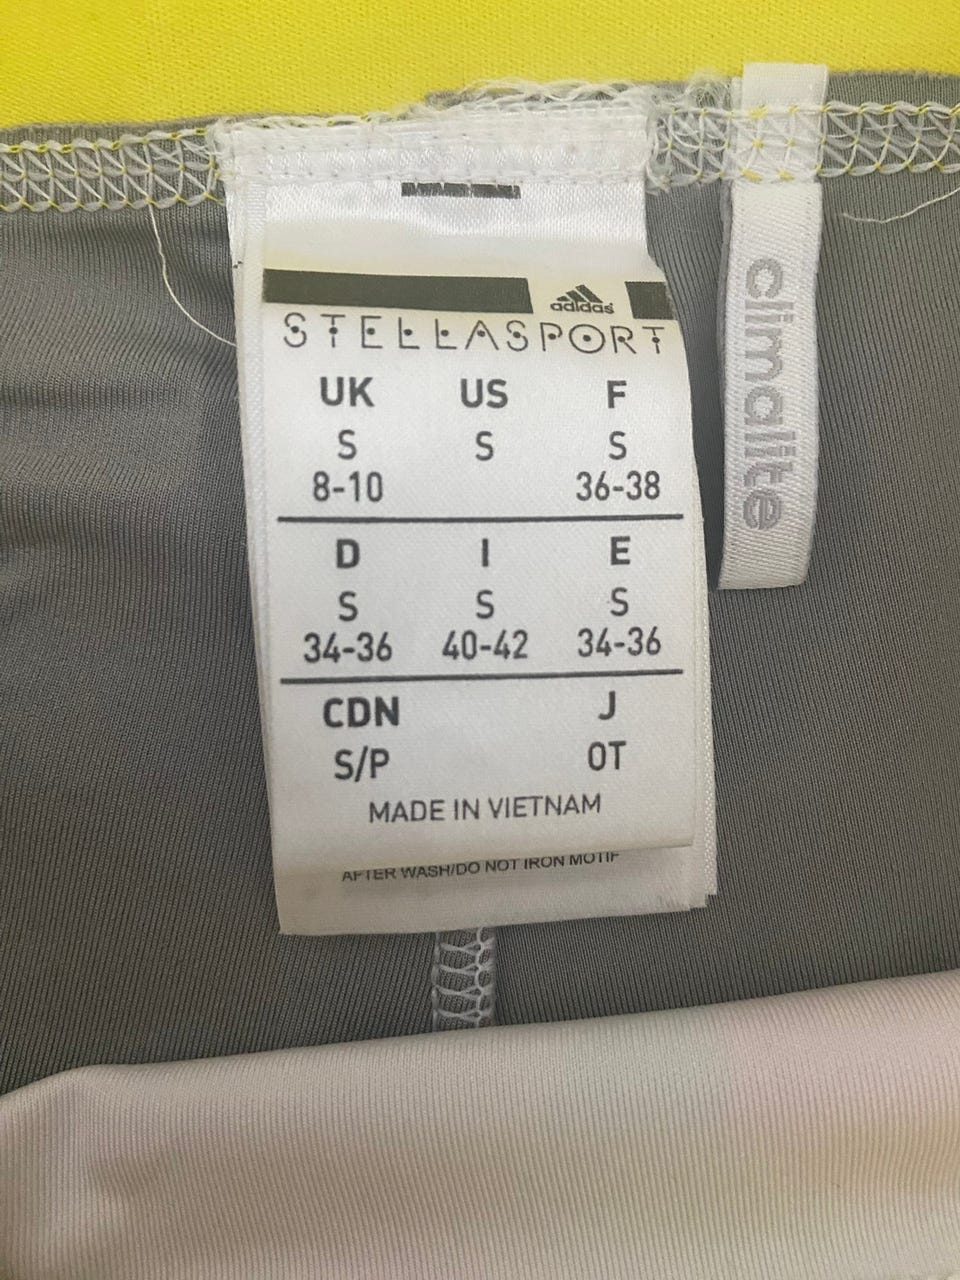 adidas
STELLASPORT
UK US F
S S S
8-10 36-38
D I E
S S S
34-36 40-42 34-36
CDN J
S/P OT
MADE IN VIETNAM
AFTER WASH/DO NOT IRON MOTIF
climalite